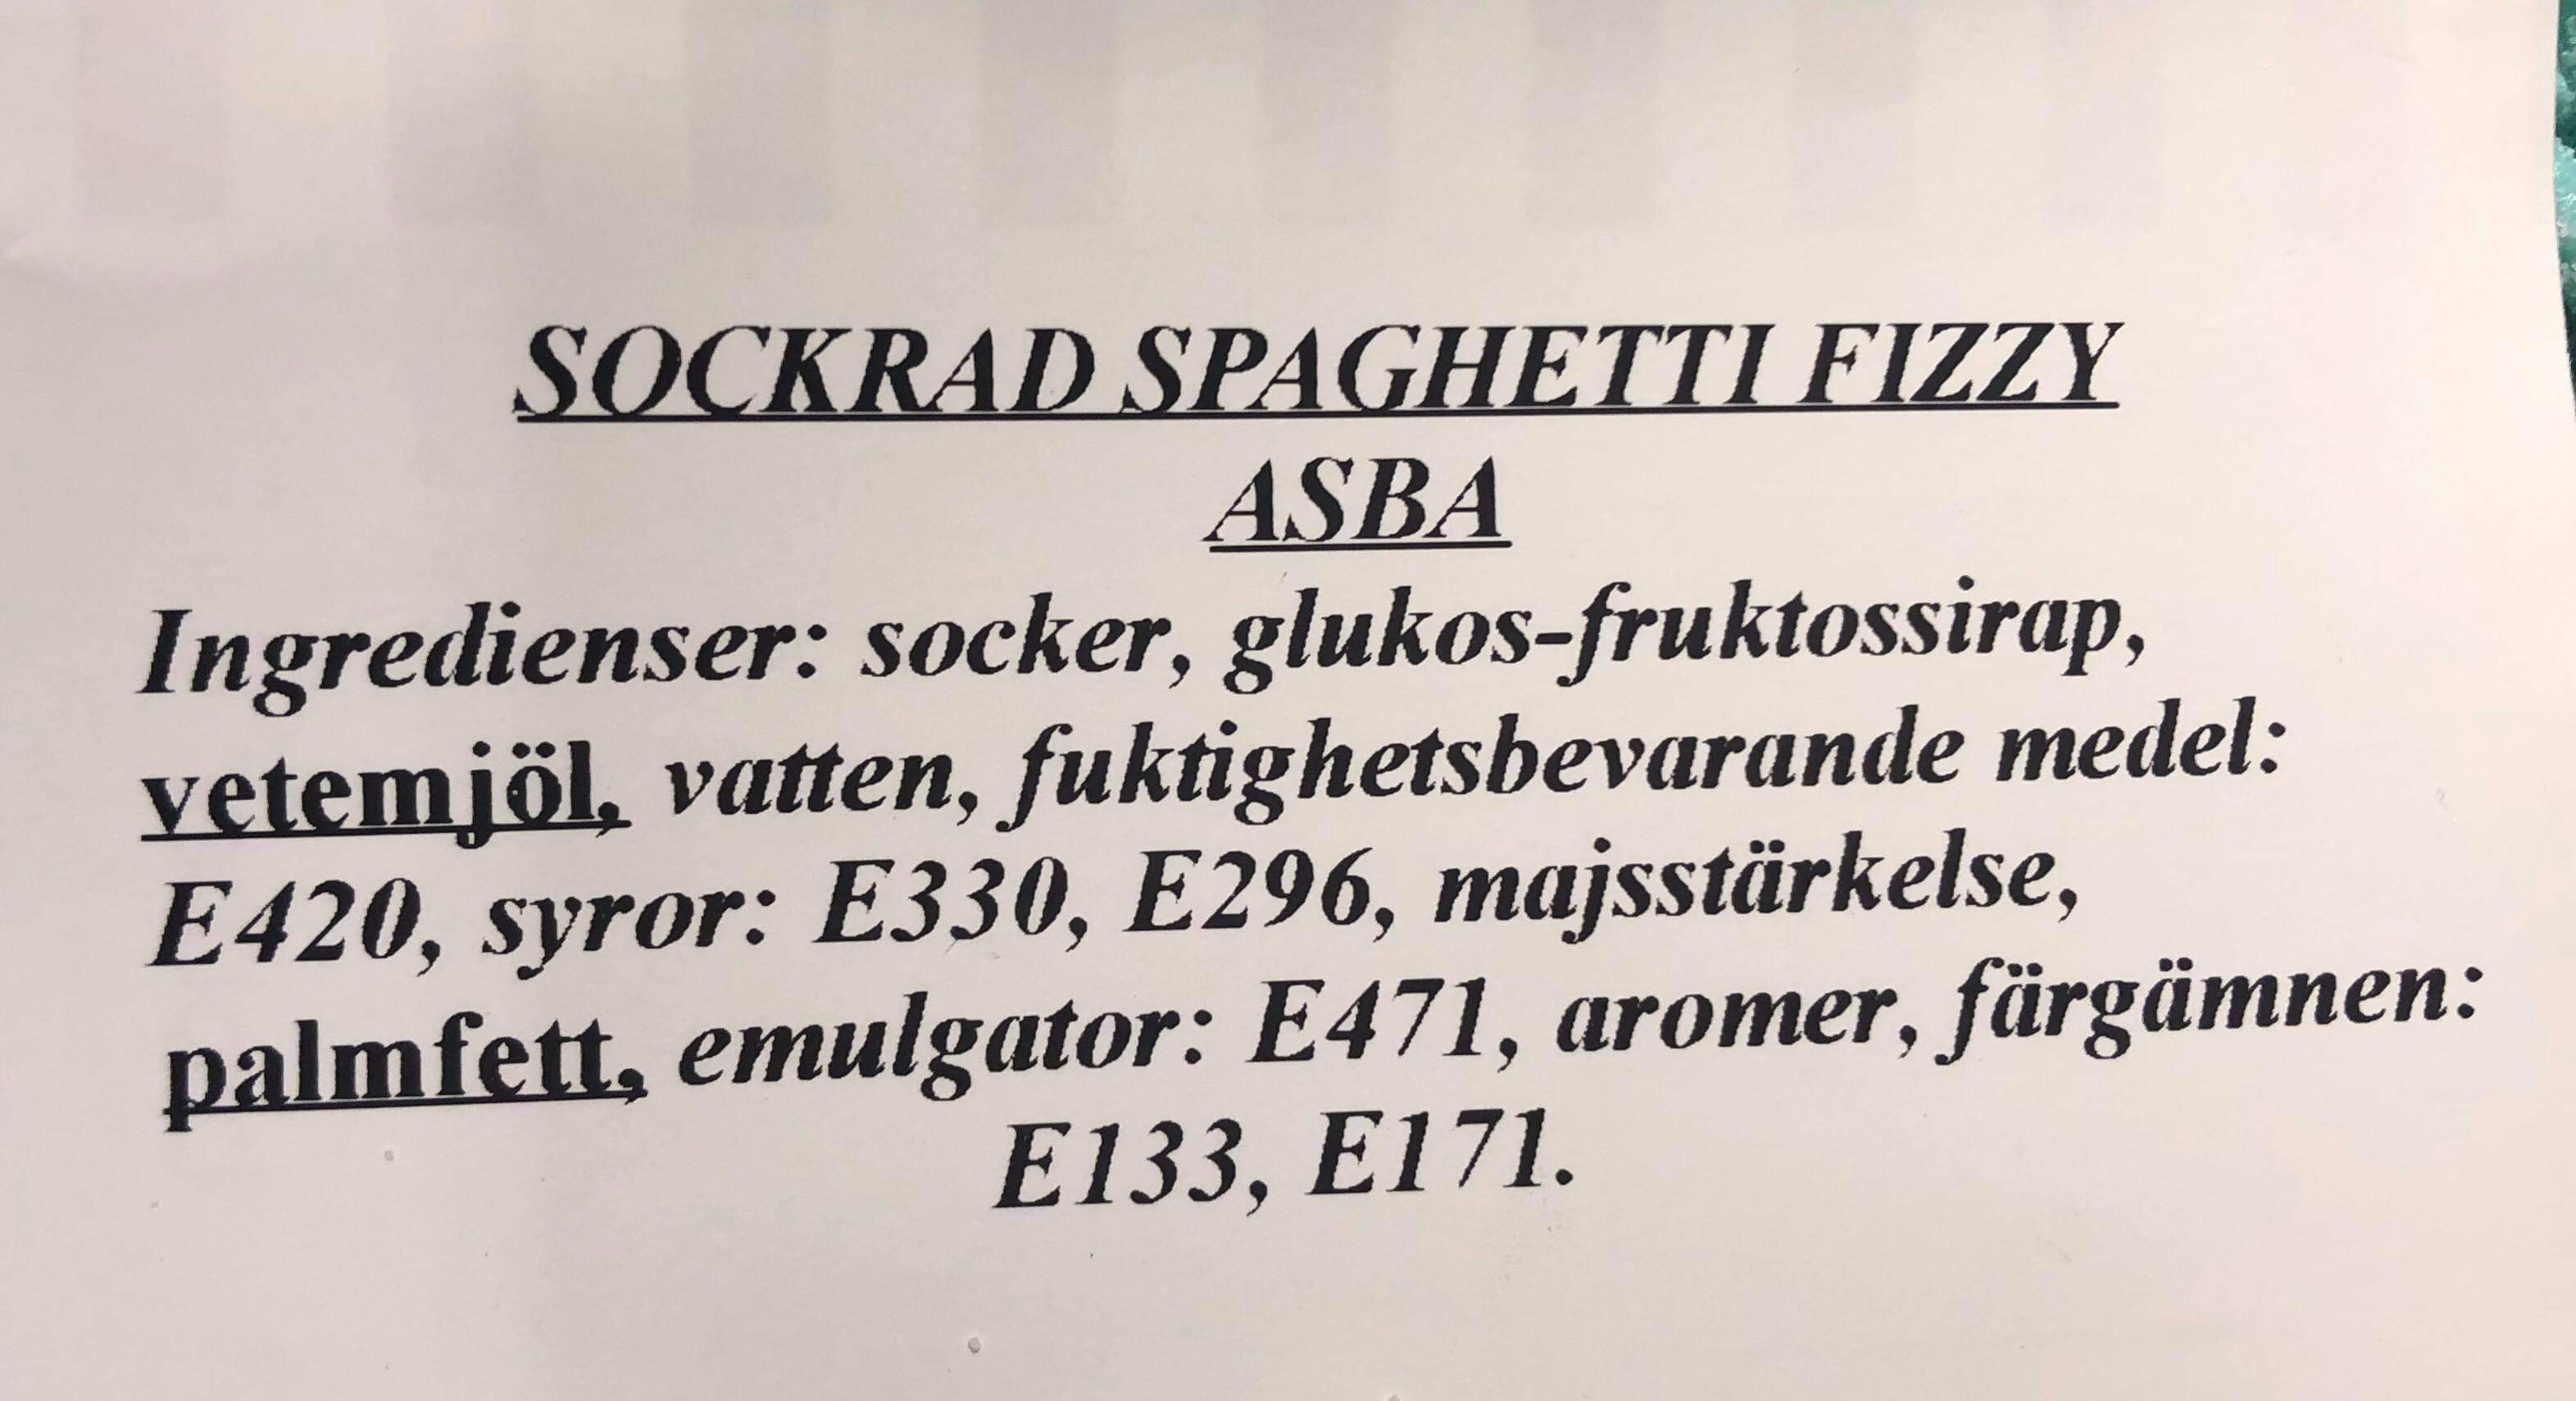 SOCKRAD SPAGHETTI FIZZY
ASBA
Ingredienser: socker, glukos-fruktossirap,
vetemjöl, vatten, fuktighetsbevarande medel:
E420, syror: E330, E296, majsstärkelse,
palmfett, emulgator: E471, aromer, färgämnen:
E133, E171.